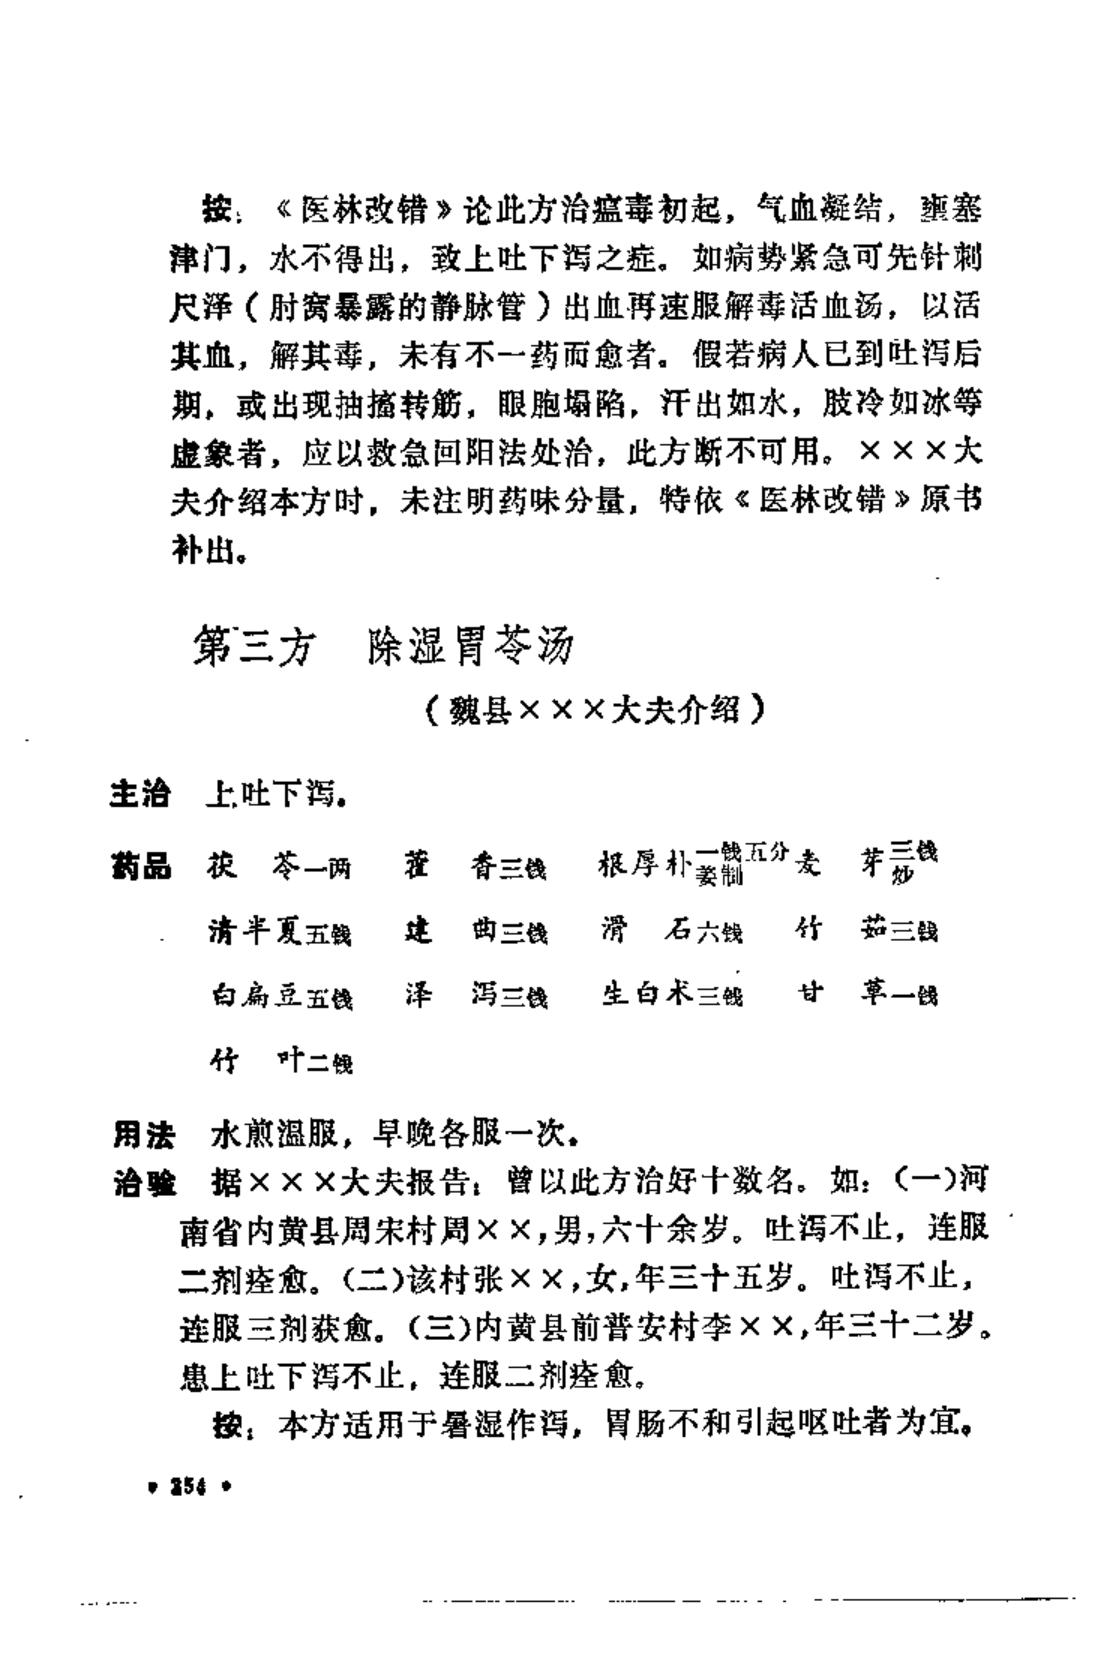 按：《医林改错》论此方治瘟毒初起，气血凝结，壅塞
津门，水不得出，致上吐下泻之症。如病势紧急可先针刺
尺泽（肘窝暴露的静脉管）出血再速服解毒活血汤，以活
其血，解其毒，未有不一药而愈者。假若病人已到吐泻后
期，或出现抽搐转筋，眼胞塌陷，汗出如水，肢冷如冰等
虚象者，应以救急回阳法处治，此方断不可用。×××大
夫介绍本方时，未注明药味分量，特依《医林改错》原书
补出。
第三方　除湿胃苓汤
（魏县×××大夫介绍）
主治　上吐下泻。
药品　茯　苓一两　藿　香三钱　根厚朴一钱五分姜制　麦　芽三钱炒
清半夏五钱　建　曲三钱　滑　石六钱　竹　茹三钱
白扁豆五钱　泽　泻三钱　生白术三钱　甘　草一钱
竹　叶二钱
用法　水煎温服，早晚各服一次。
治验　据×××大夫报告：曾以此方治好十数名。如：（一）河
南省内黄县周宋村周××，男，六十余岁。吐泻不止，连服
二剂痊愈。（二）该村张××，女，年三十五岁。吐泻不止，
连服三剂获愈。（三）内黄县前普安村李××，年三十二岁。
患上吐下泻不止，连服二剂痊愈。
按：本方适用于暑湿作泻，胃肠不和引起呕吐者为宜。
• 254 •